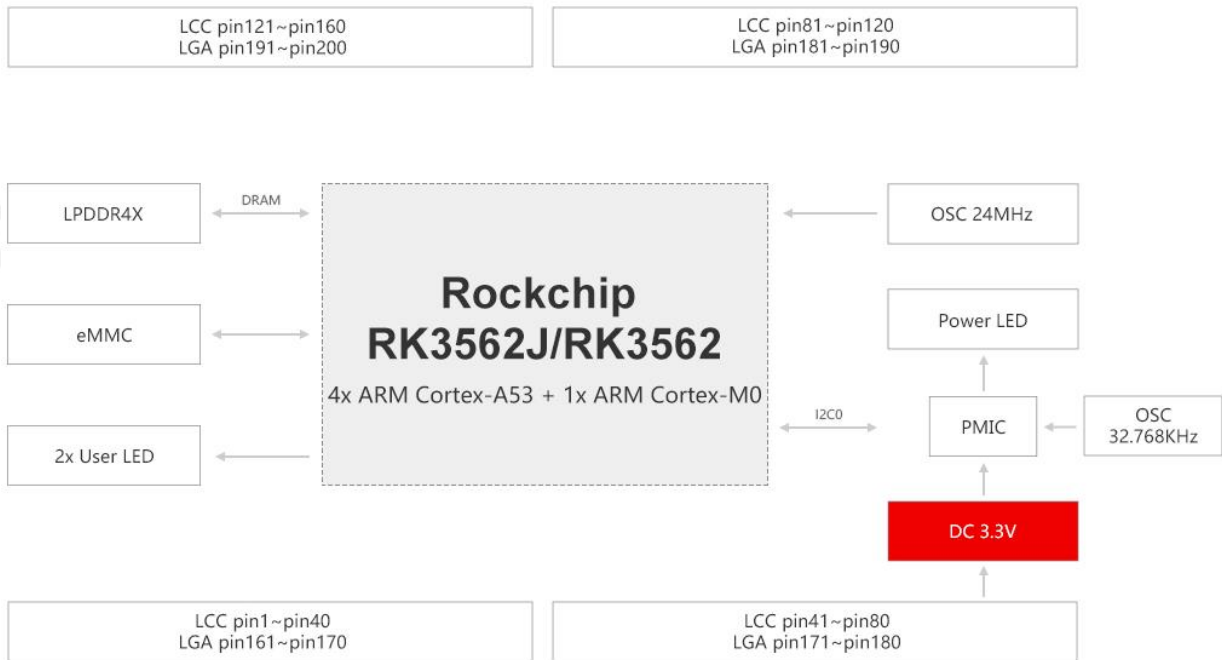 LCC pin121~pin160
LGA pin191~pin200
LCC pin81~pin120
LGA pin181~pin190
LPDDR4X
DRAM
OSC 24MHz
Rockchip
RK3562J/RK3562
4x ARM Cortex-A53 + 1x ARM Cortex-M0
eMMC
Power LED
I2C0
PMIC
OSC
32.768KHz
2x User LED
DC 3.3V
LCC pin1~pin40
LGA pin161~pin170
LCC pin41~pin80
LGA pin171~pin180